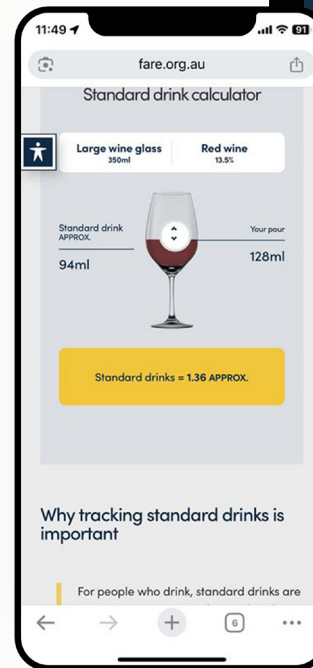 11:49
91
fare.org.au
Standard drink calculator
Large wine glass
350ml
Red wine
13.5%
Standard drink
APPROX.
94ml
Your pour
128ml
Standard drinks = 1.36 APPROX.
Why tracking standard drinks is
important
For people who drink, standard drinks are
6